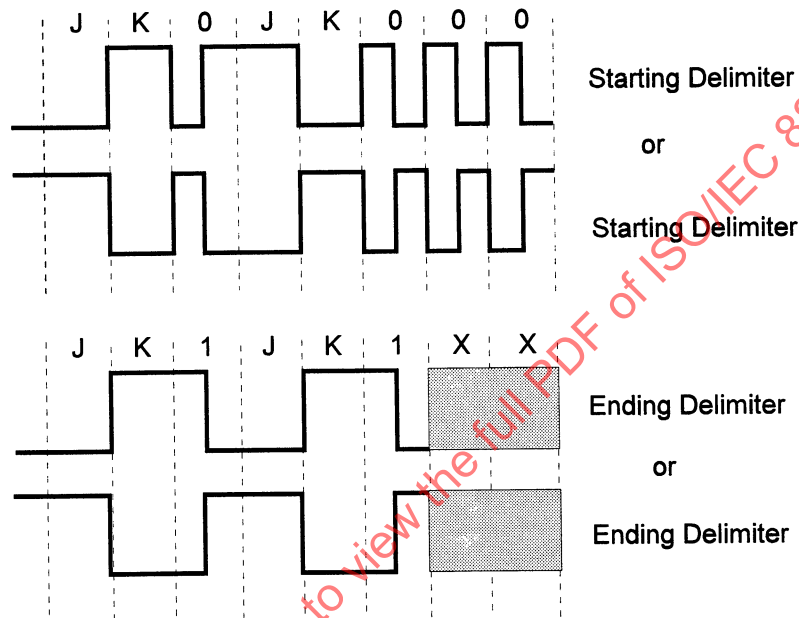 J K 0 J K 0 0 0
Starting Delimiter
or
Starting Delimiter
J K 1 J K 1 X X
Ending Delimiter
or
Ending Delimiter
to view the full PDF of ISO/IEC